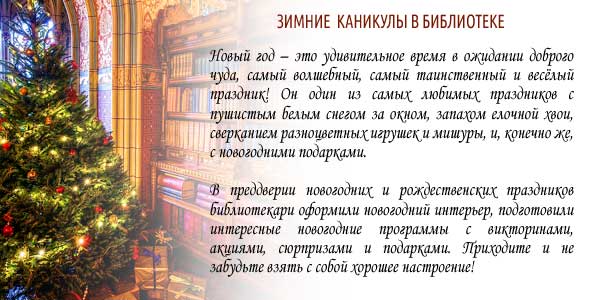 ЗИМНИЕ КАНИКУЛЫ В БИБЛИОТЕКЕ
Новый год – это удивительное время в ожидании доброго
чуда, самый волшебный, самый таинственный и весёлый
праздник! Он один из самых любимых праздников с
пушистым белым снегом за окном, запахом елочной хвои,
сверканием разноцветных игрушек и мишуры, и, конечно же,
с новогодними подарками.
В преддверии новогодних и рождественских праздников
библиотекари оформили новогодний интерьер, подготовили
интересные новогодние программы с викторинами,
акциями, сюрпризами и подарками. Приходите и не
забудьте взять с собой хорошее настроение!